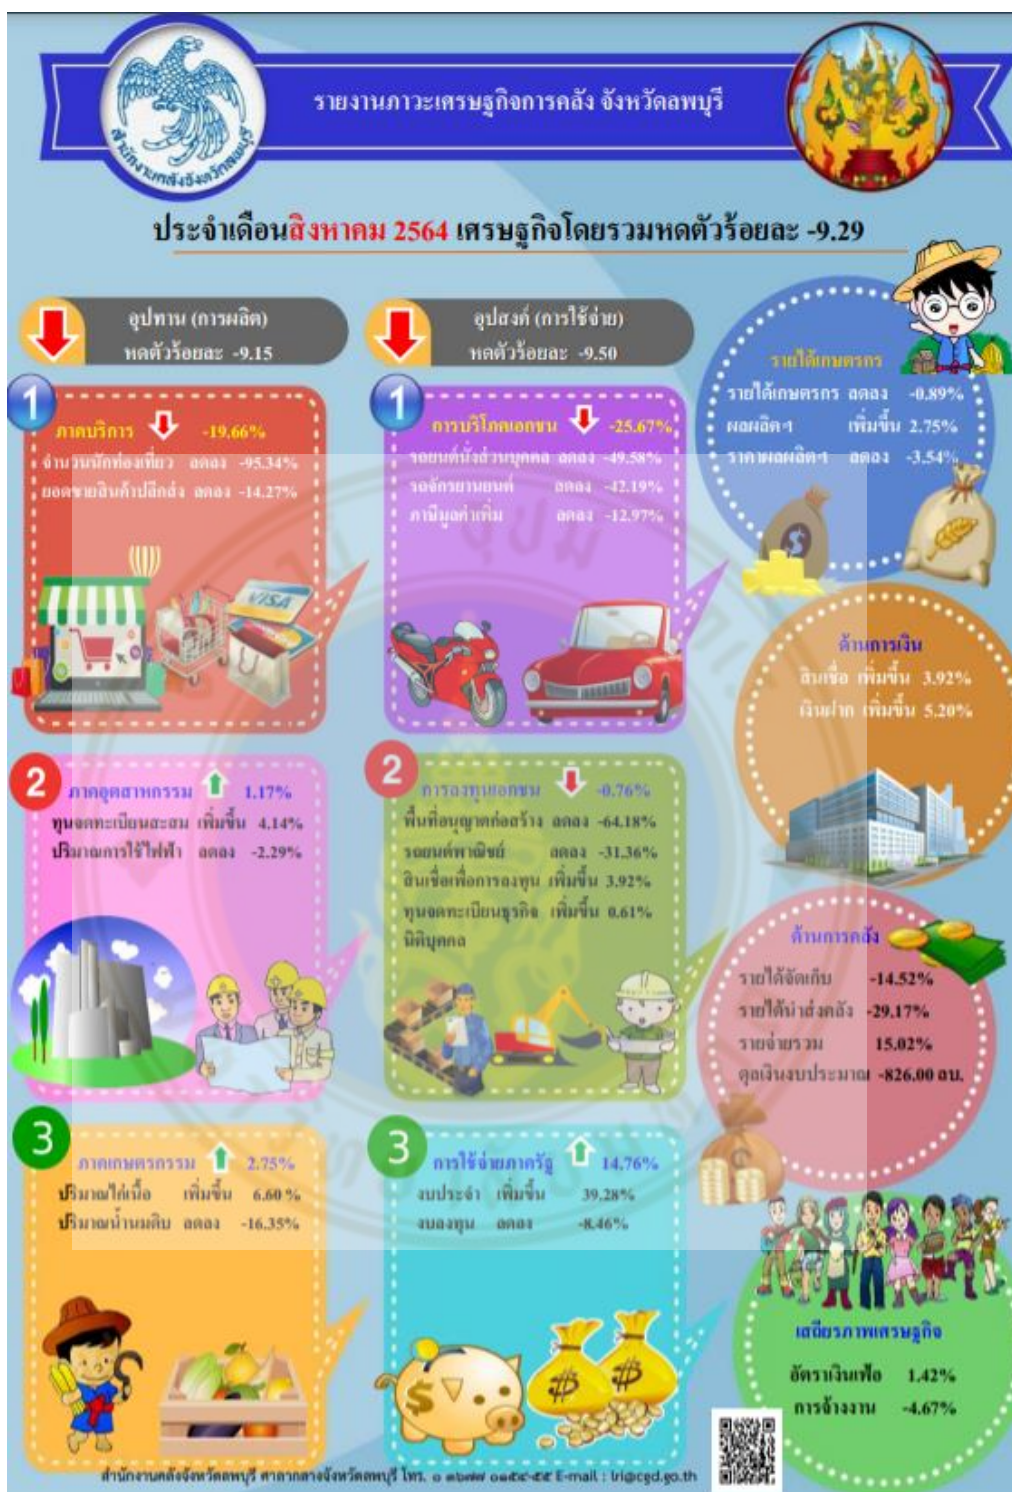 สำนักงานคลังจังหวัดลพบุรี
รายงานภาวะเศรษฐกิจการคลัง จังหวัดลพบุรี
ประจำเดือนสิงหาคม 2564 เศรษฐกิจโดยรวมหดตัวร้อยละ -9.29
อุปทาน (การผลิต)
หดตัวร้อยละ -9.15
1
ภาคบริการ -19.66%
จำนวนนักท่องเที่ยว ลดลง -95.34%
ยอดขายสินค้าปลีกส่ง ลดลง -14.27%
VISA
2
ภาคอุตสาหกรรม 1.17%
ทุนจดทะเบียนสะสม เพิ่มขึ้น 4.14%
ปริมาณการใช้ไฟฟ้า ลดลง -2.29%
3
ภาคเกษตรกรรม 2.75%
ปริมาณไก่เนื้อ เพิ่มขึ้น 6.60 %
ปริมาณน้ำนมดิบ ลดลง -16.35%
อุปสงค์ (การใช้จ่าย)
หดตัวร้อยละ -9.50
1
การบริโภคเอกชน -25.67%
รถยนต์นั่งส่วนบุคคล ลดลง -49.58%
รถจักรยานยนต์ ลดลง -42.19%
ภาษีมูลค่าเพิ่ม ลดลง -12.97%
2
การลงทุนเอกชน -0.76%
พื้นที่อนุญาตก่อสร้าง ลดลง -64.18%
รถยนต์พาณิชย์ ลดลง -31.36%
สินเชื่อเพื่อการลงทุน เพิ่มขึ้น 3.92%
ทุนจดทะเบียนธุรกิจ เพิ่มขึ้น 0.61%
นิติบุคคล
3
การใช้จ่ายภาครัฐ 14.76%
งบประจำ เพิ่มขึ้น 39.28%
งบลงทุน ลดลง -8.46%
รายได้เกษตรกร
รายได้เกษตรกร ลดลง -0.89%
ผลผลิตฯ เพิ่มขึ้น 2.75%
ราคาผลผลิตฯ ลดลง -3.54%
ด้านการเงิน
สินเชื่อ เพิ่มขึ้น 3.92%
เงินฝาก เพิ่มขึ้น 5.20%
ด้านการคลัง
รายได้จัดเก็บ -14.52%
รายได้นำส่งคลัง -29.17%
รายจ่ายรวม 15.02%
ดุลเงินงบประมาณ -826.00 ลบ.
เสถียรภาพเศรษฐกิจ
อัตราเงินเฟ้อ 1.42%
การจ้างงาน -4.67%
สำนักงานคลังจังหวัดลพบุรี ศาลากลางจังหวัดลพบุรี โทร. ๐ ๓๖๗๗ ๐๑๕๔-๕๕ E-mail : lri@cgd.go.th